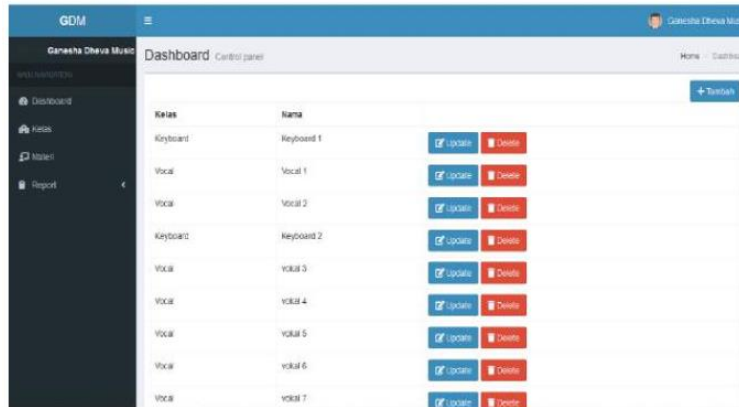 GDM
Ganesha Dheva Mus
Ganesha Dheva Music
Dashboard Control panel
Home
MAIN NAVIGATION
Dashboard
Kelas
Materi
Report
+ Tambah
Kelas Nama
Keyboard Keyboard 1 Update Delete
Vocal Vocal 1 Update Delete
Vocal Vocal 2 Update Delete
Keyboard Keyboard 2 Update Delete
Vocal vokal 3 Update Delete
Vocal vokal 4 Update Delete
Vocal vokal 5 Update Delete
Vocal vokal 6 Update Delete
Vocal vokal 7 Update Delete